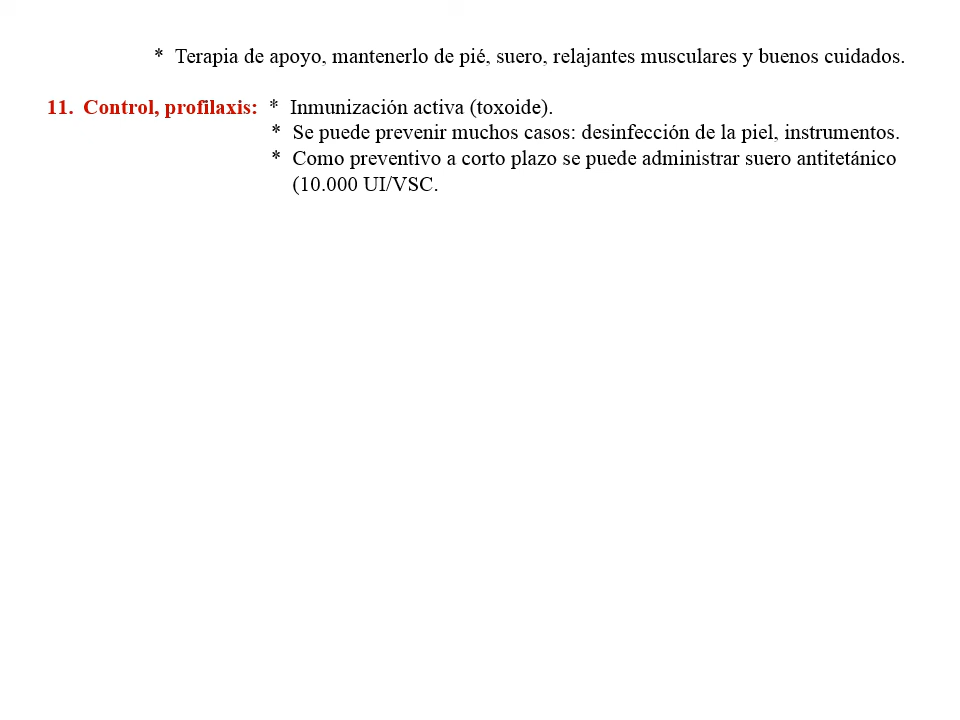 * Terapia de apoyo, mantenerlo de pié, suero, relajantes musculares y buenos cuidados.
11. Control, profilaxis: * Inmunización activa (toxoide).
* Se puede prevenir muchos casos: desinfección de la piel, instrumentos.
* Como preventivo a corto plazo se puede administrar suero antitetánico
(10.000 UI/VSC.